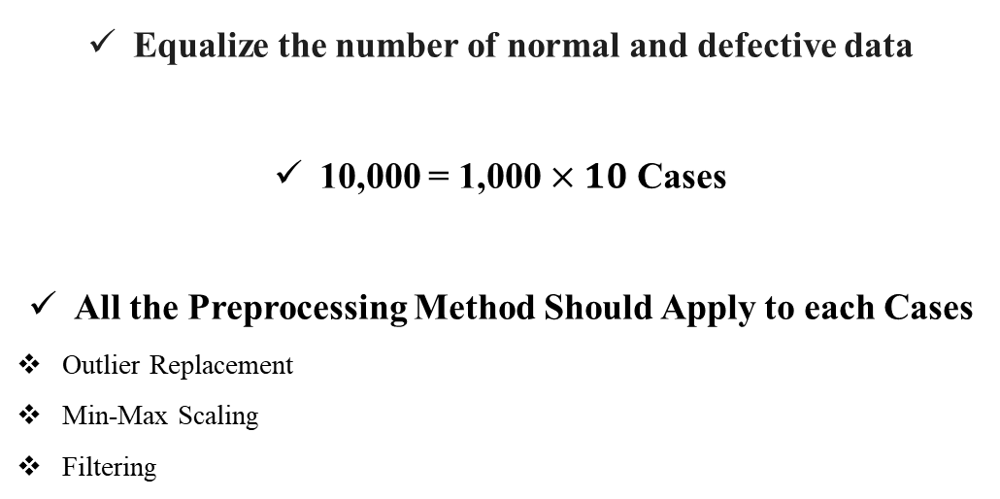 ✓ Equalize the number of normal and defective data
✓ 10,000 = 1,000 × 10 Cases
✓ All the Preprocessing Method Should Apply to each Cases
❖ Outlier Replacement
❖ Min-Max Scaling
❖ Filtering